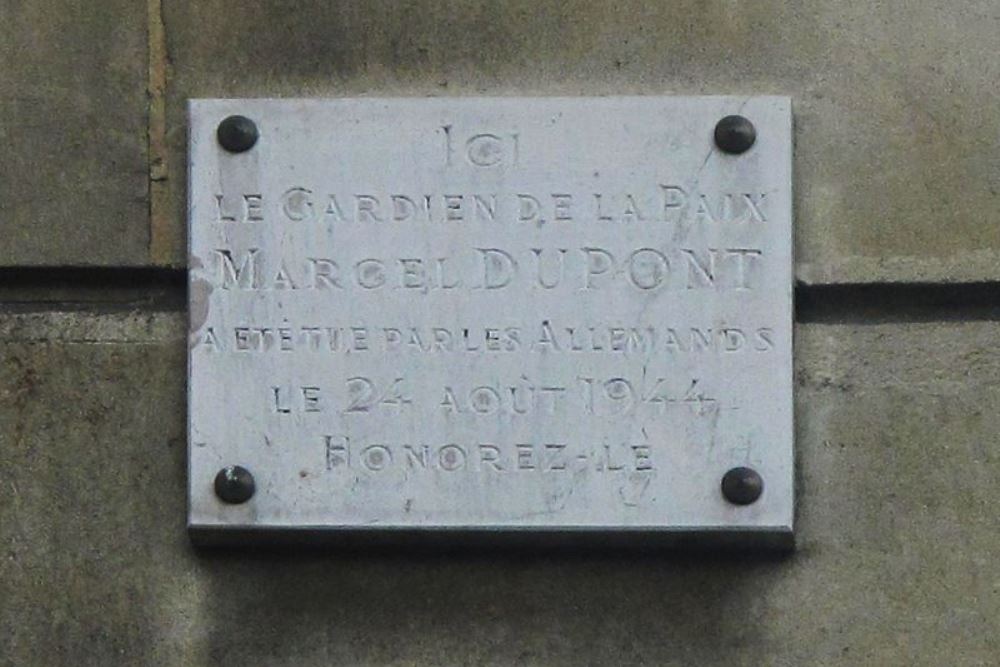 ICI
LE GARDIEN DE LA PAIX
MARCEL DUPONT
A ÉTÉ TUÉ PAR LES ALLEMANDS
LE 24 AOÛT 1944
HONOREZ-LE